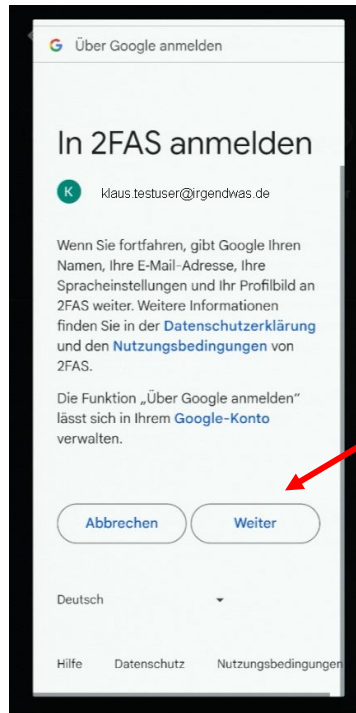 Über Google anmelden
In 2FAS anmelden
K
klaus.testuser@irgendwas.de
Wenn Sie fortfahren, gibt Google Ihren
Namen, Ihre E-Mail-Adresse, Ihre
Spracheinstellungen und Ihr Profilbild an
2FAS weiter. Weitere Informationen
finden Sie in der Datenschutzerklärung
und den Nutzungsbedingungen von
2FAS.
Die Funktion „Über Google anmelden“
lässt sich in Ihrem Google-Konto
verwalten.
Abbrechen Weiter
Deutsch
Hilfe Datenschutz Nutzungsbedingungen